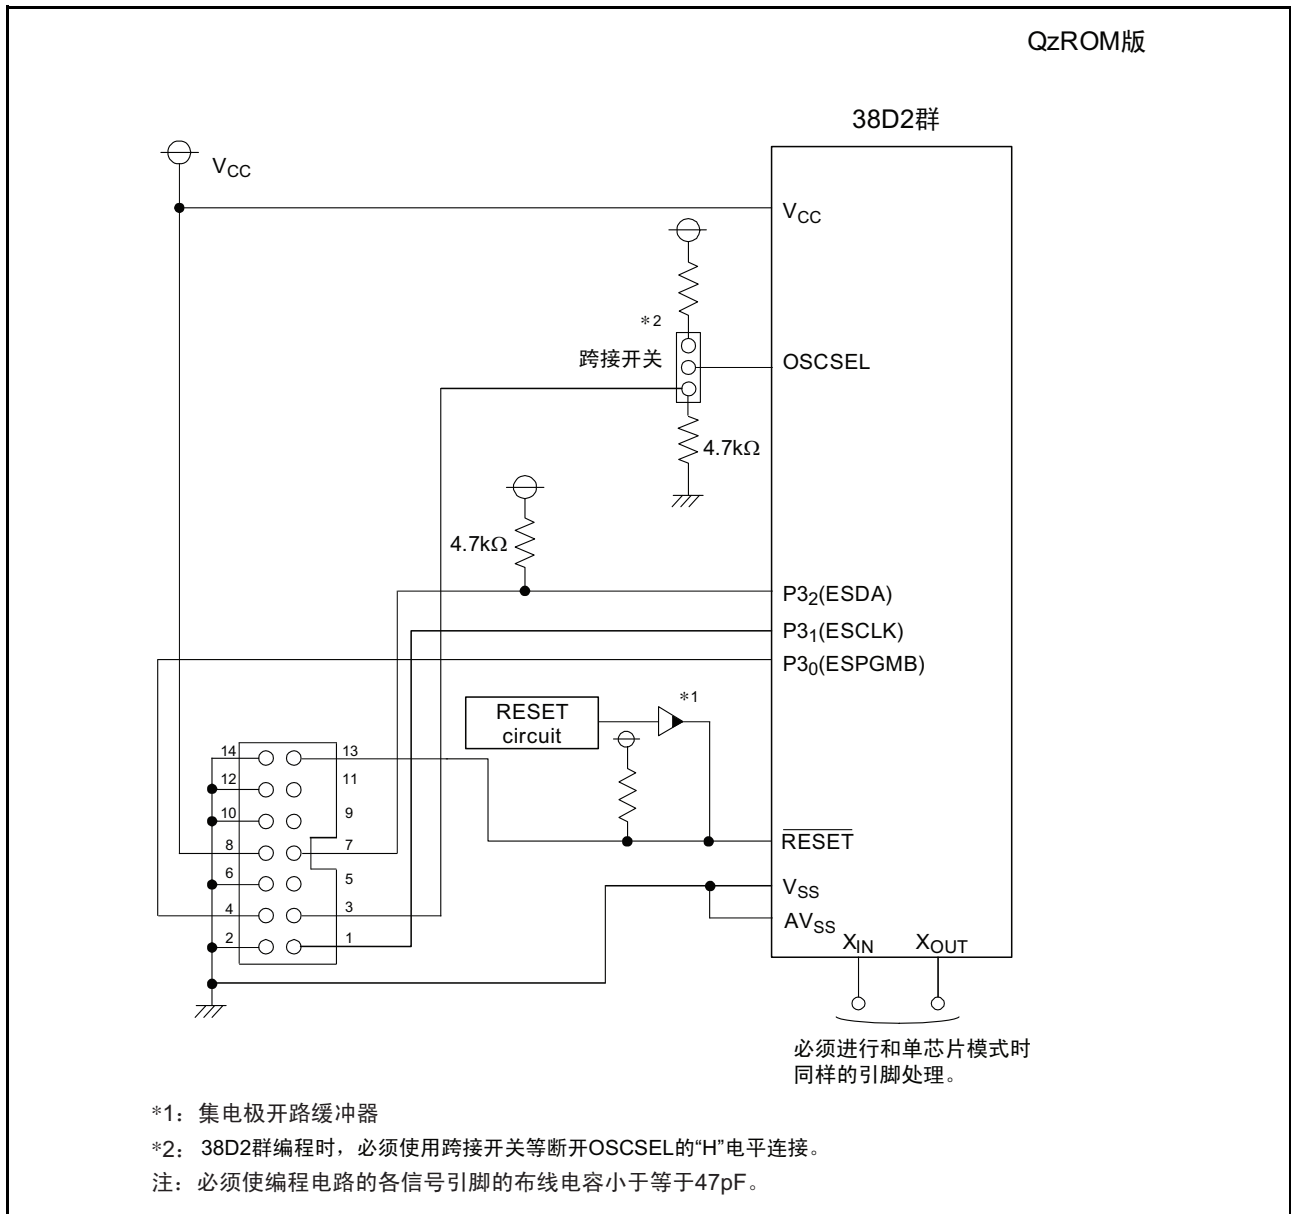 QzROM版
38D2群
VCC
VCC
*2
跨接开关
OSCSEL
4.7kΩ
4.7kΩ
P32(ESDA)
P31(ESCLK)
P30(ESPGMB)
*1
RESET
circuit
14 13
12 11
10 9
8 7
6 5
4 3
2 1
RESET
VSS
AVSS
XIN XOUT
必须进行和单芯片模式时
同样的引脚处理。
*1：集电极开路缓冲器
*2： 38D2群编程时，必须使用跨接开关等断开OSCSEL的“H”电平连接。
注：必须使编程电路的各信号引脚的布线电容小于等于47pF。